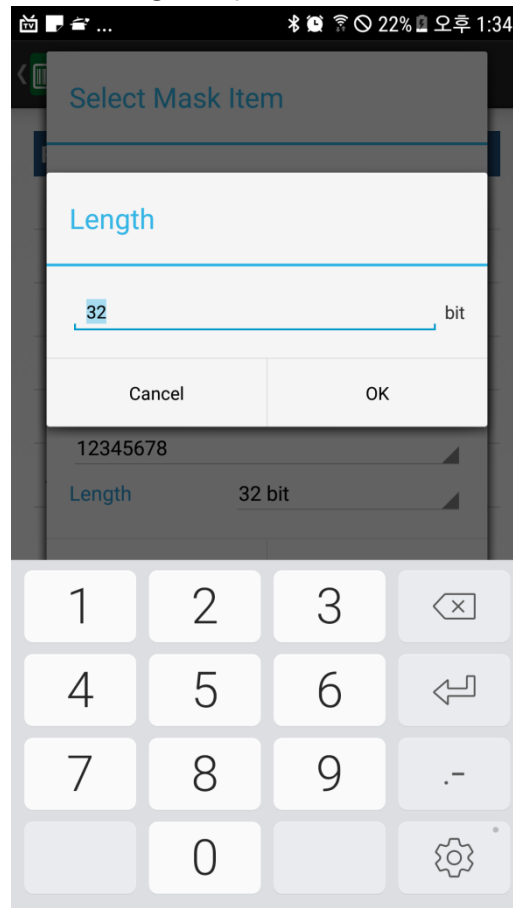 ... 22% 오후 1:34
Select Mask Item
Length
32 bit
Cancel OK
12345678
Length 32 bit
1 2 3
4 5 6
7 8 9 .-
0